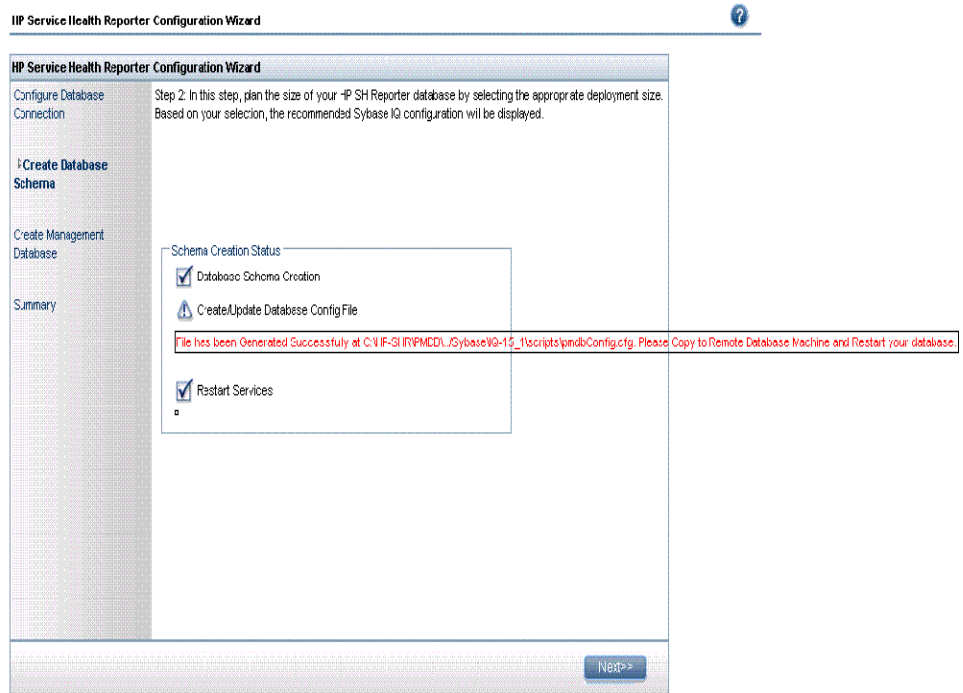 HP Service Health Reporter Configuration Wizard
HP Service Health Reporter Configuration Wizard
Configure Database
Connection
Create Database
Schema
Create Management
Database
Summary
Step 2: In this step, plan the size of your HP SH Reporter database by selecting the appropriate deployment size.
Based on your selection, the recommended Sybase IQ configuration will be displayed.
Schema Creation Status
Database Schema Creation
Create/Update Database Config File
File has been Generated Successfuly at C:\HP-SHR\PMDB\../Sybase\IQ-15_1\scripts\pmdbConfig.cfg. Please Copy to Remote Database Machine and Restart your database.
Restart Services
Next>>